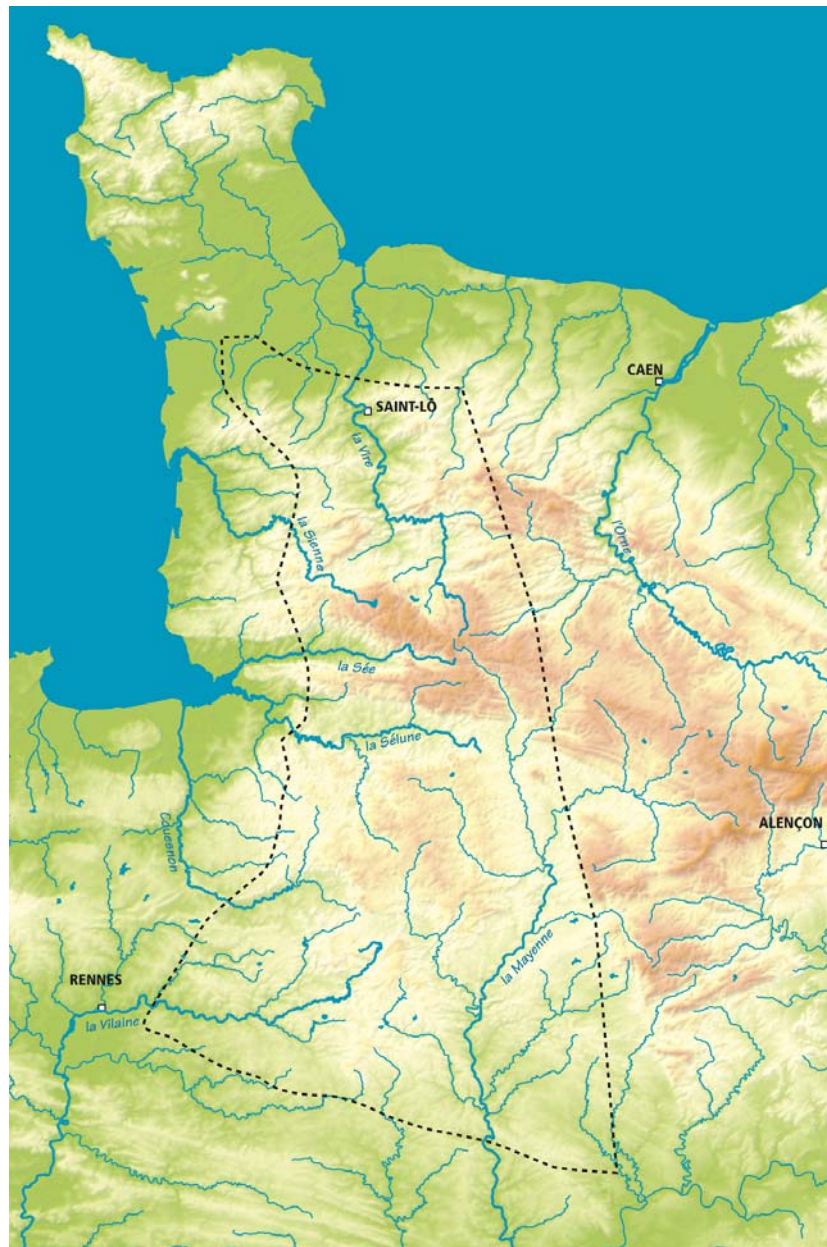 CAEN
SAINT-LÔ
la Vire
la Sienne
l'Orne
la Sée
la Sélune
Couesnon
ALENÇON
la Mayenne
RENNES
la Vilaine